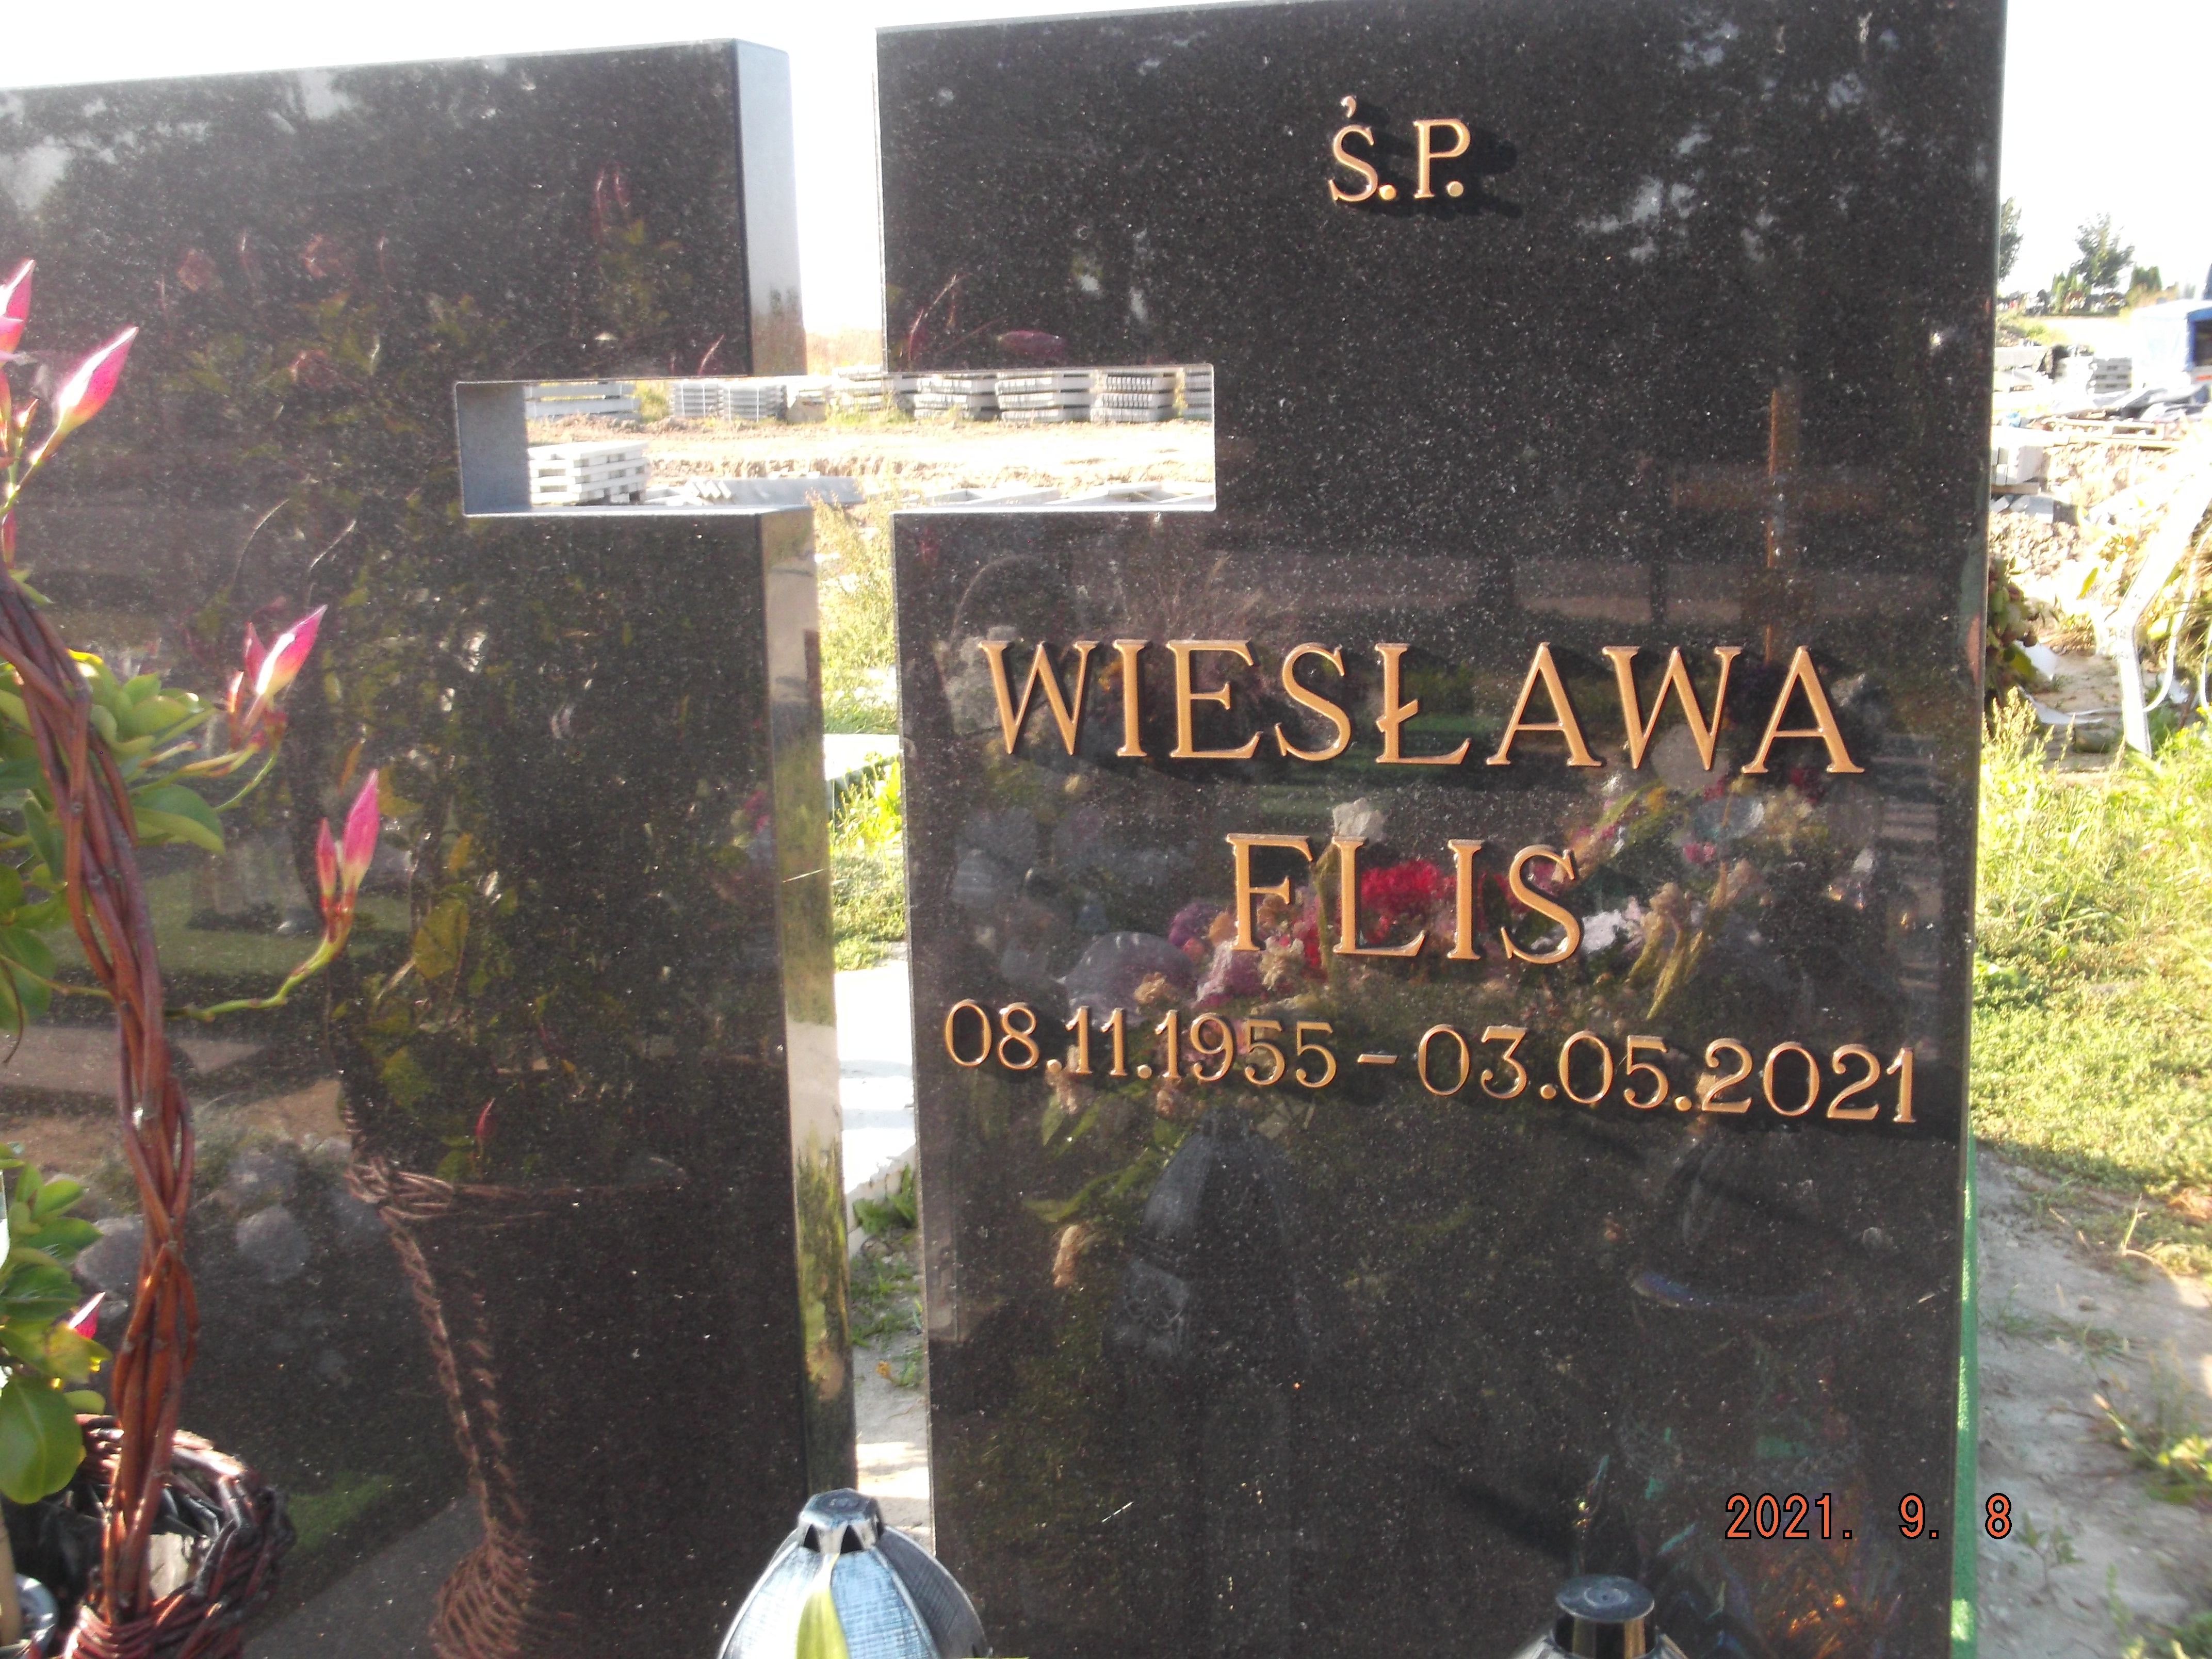 Ś.P.
WIESŁAWA
FLIS
08.11.1955 – 03.05.2021
2021. 9. 8